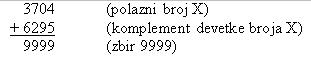 3704 (polazni broj X)
+ 6295 (komplement devetke broja X)
9999 (zbir 9999)